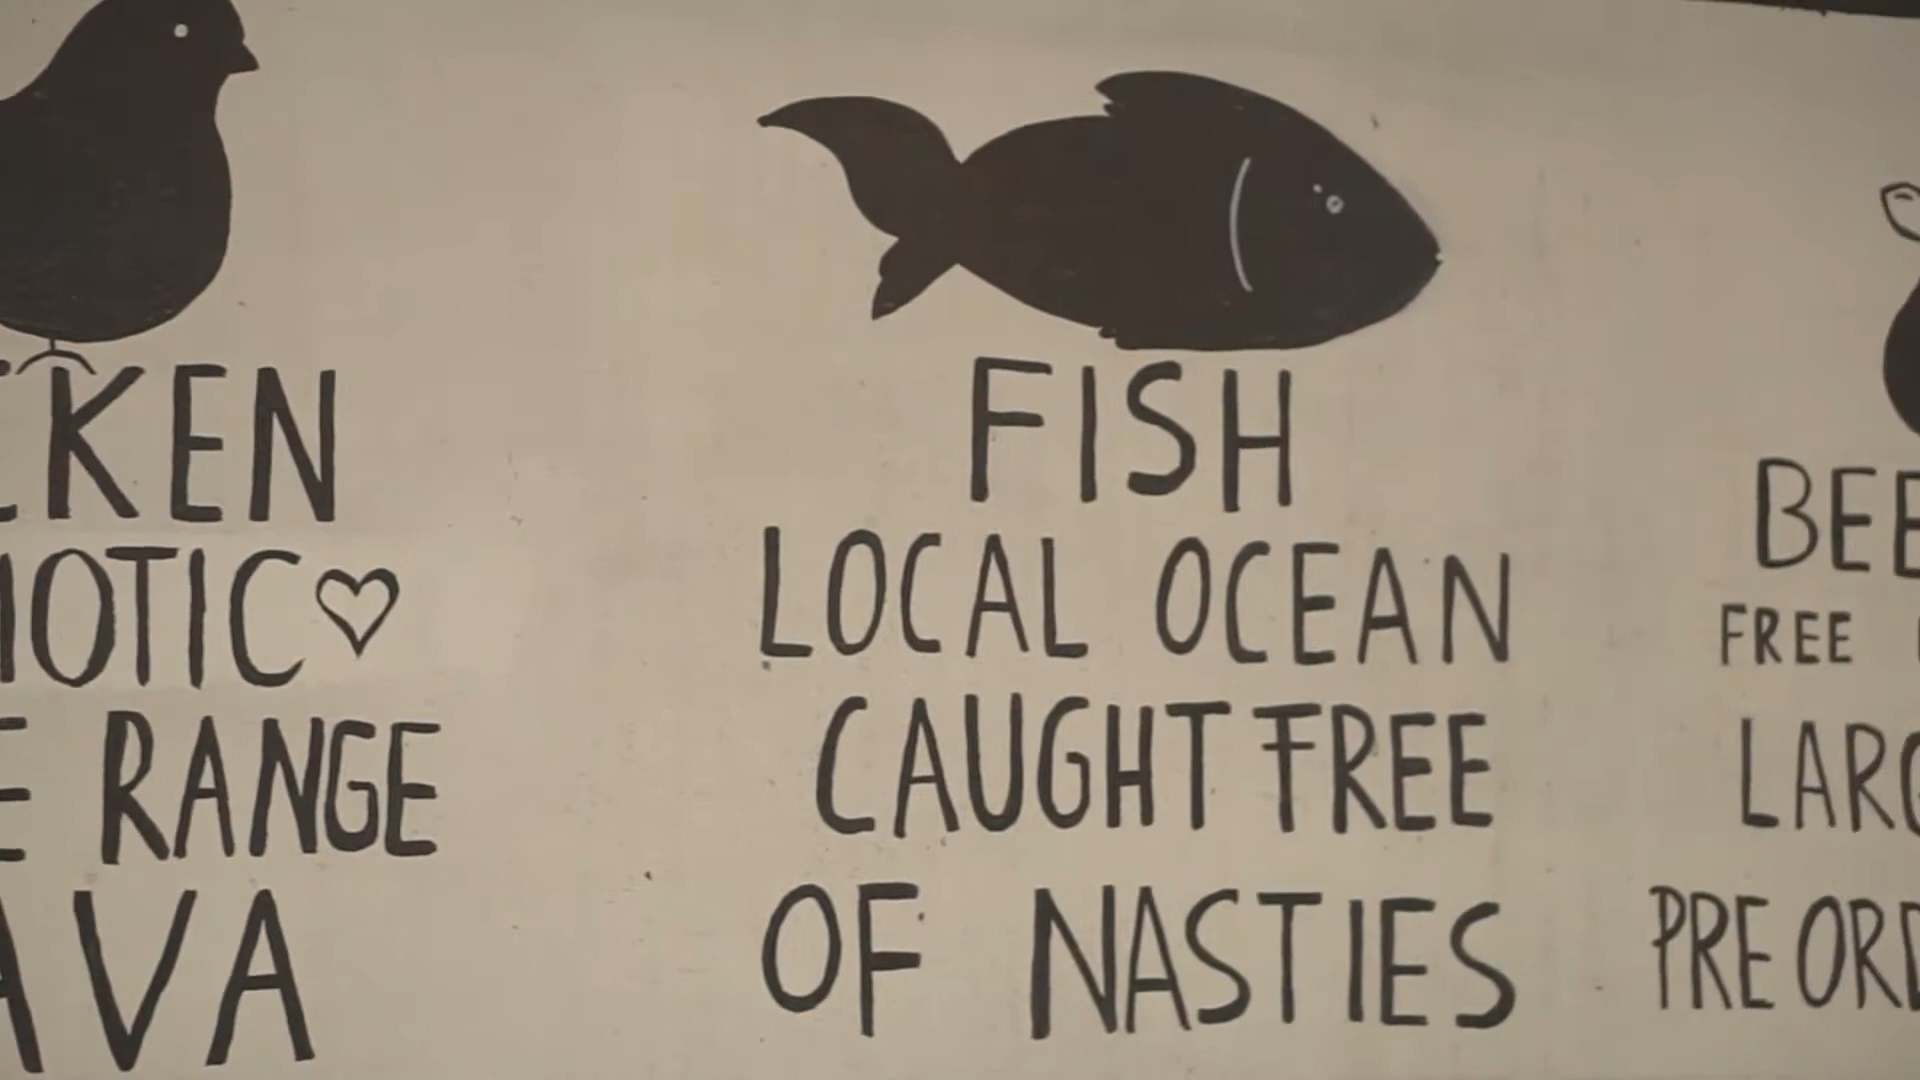 KEN
IOTIC♡
E RANGE
AVA
FISH
LOCAL OCEAN
CAUGHT FREE
OF NASTIES
BEE
FREE
LARG
PRE ORD